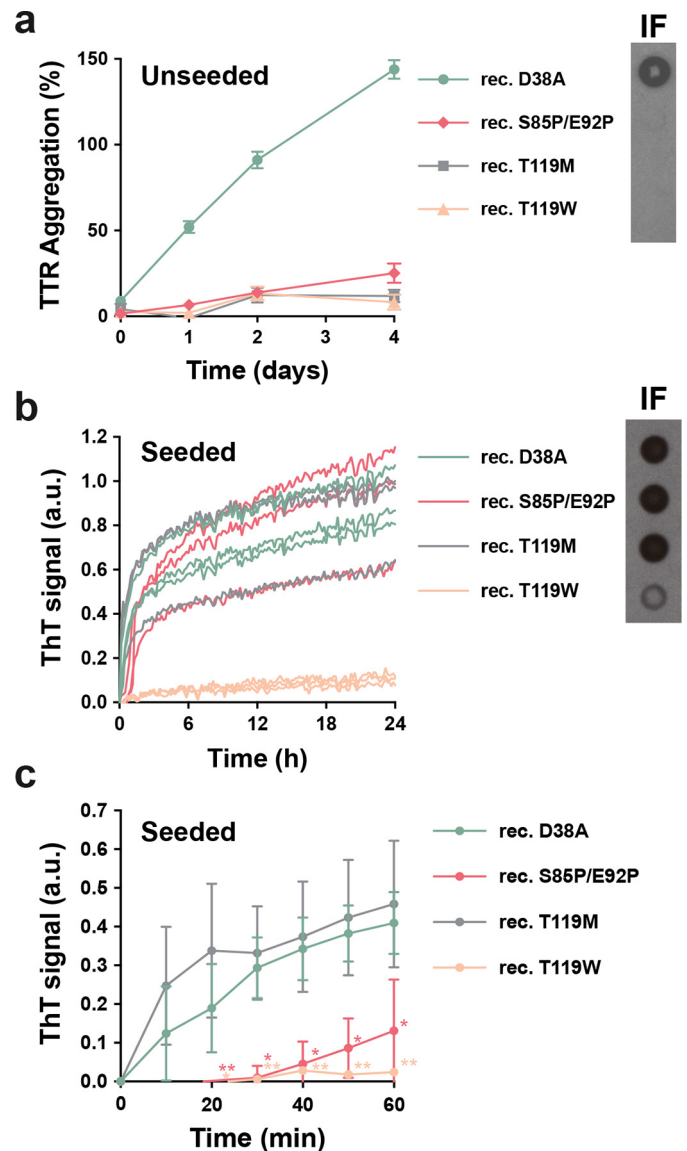 a
IF
Unseeded
TTR Aggregation (%)
150
100
50
0
0 1 2 3 4
Time (days)
rec. D38A
rec. S85P/E92P
rec. T119M
rec. T119W
b
IF
Seeded
ThT signal (a.u.)
1.2
1.0
0.8
0.6
0.4
0.2
0.0
0 6 12 18 24
Time (h)
rec. D38A
rec. S85P/E92P
rec. T119M
rec. T119W
c
Seeded
ThT signal (a.u.)
0.7
0.6
0.5
0.4
0.3
0.2
0.1
0.0
** * * * *
* ** ** ** **
0 20 40 60
Time (min)
rec. D38A
rec. S85P/E92P
rec. T119M
rec. T119W